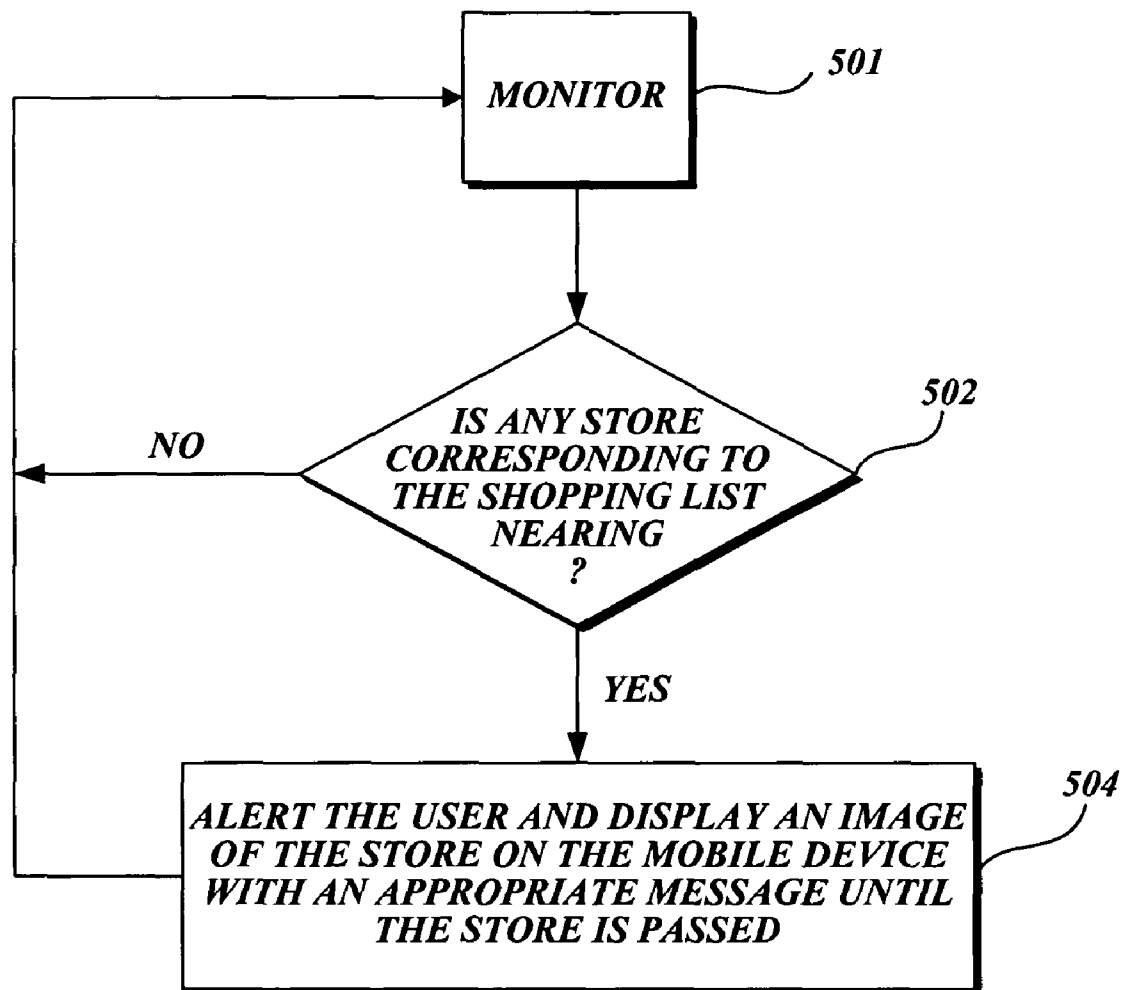 501
MONITOR
502
IS ANY STORE
CORRESPONDING TO
THE SHOPPING LIST
NEARING
?
NO
YES
504
ALERT THE USER AND DISPLAY AN IMAGE
OF THE STORE ON THE MOBILE DEVICE
WITH AN APPROPRIATE MESSAGE UNTIL
THE STORE IS PASSED